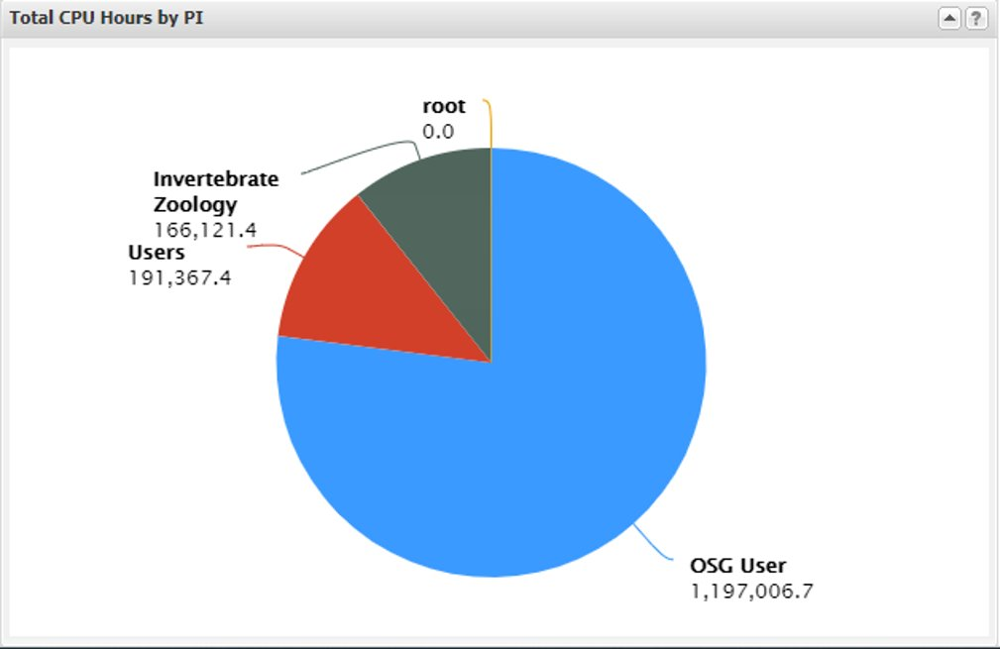 Total CPU Hours by PI
?
root
0.0
Invertebrate
Zoology
166,121.4
Users
191,367.4
OSG User
1,197,006.7